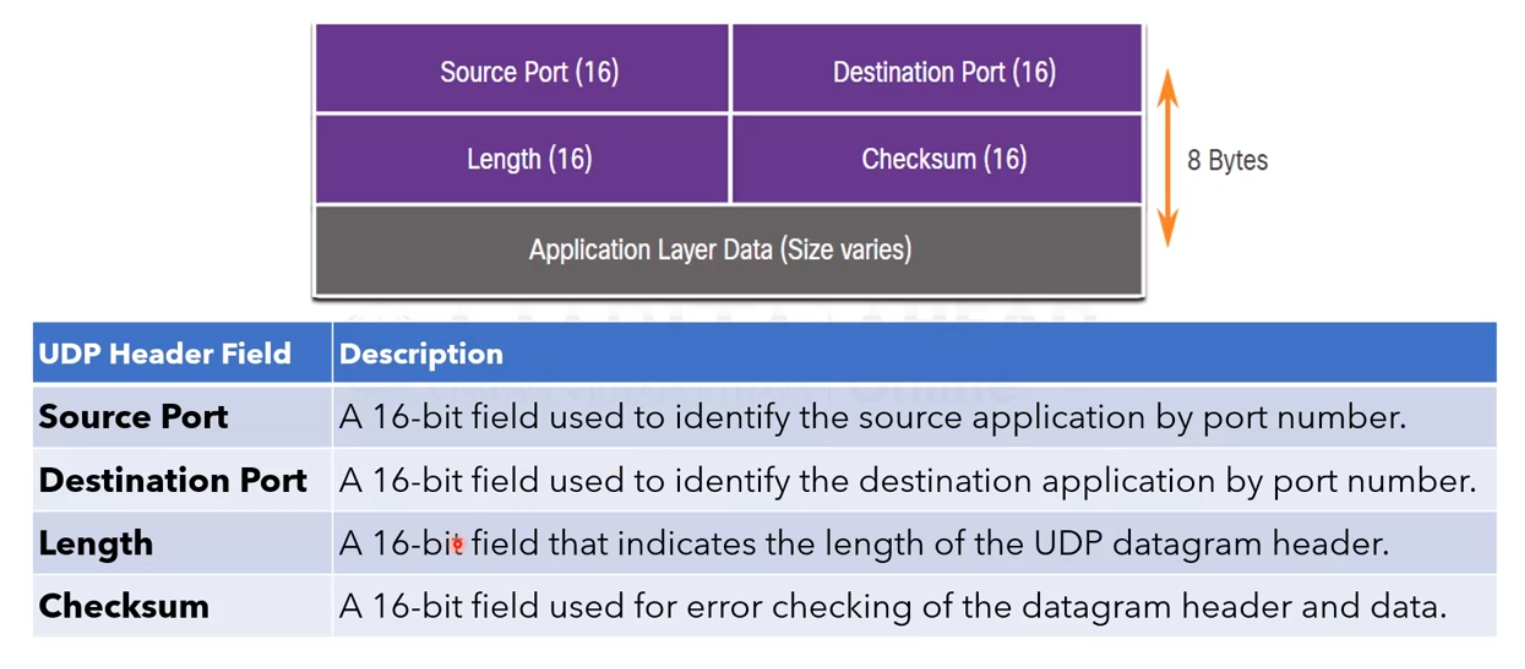 Source Port (16) Destination Port (16)
Length (16) Checksum (16)
8 Bytes
Application Layer Data (Size varies)
UDP Header Field Description
Source Port A 16-bit field used to identify the source application by port number.
Destination Port A 16-bit field used to identify the destination application by port number.
Length A 16-bit field that indicates the length of the UDP datagram header.
Checksum A 16-bit field used for error checking of the datagram header and data.